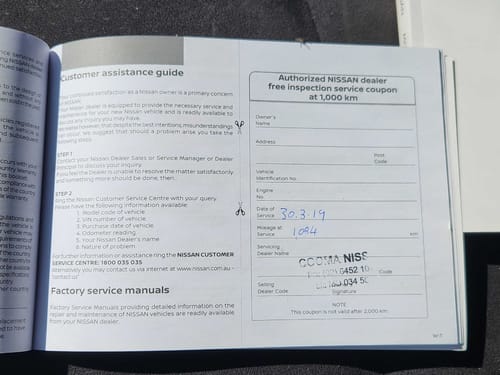 Customer assistance guide
Your complete satisfaction as a Nissan owner is a primary concern
of NISSAN.
Your Nissan dealer is equipped to provide the necessary service and
maintenance for your new vehicle and is readily available to
discuss any inquiry you may have.
We realise however, that despite the best intentions, misunderstandings
can occur. We suggest that should a problem arise you take the
following steps.
STEP 1
Contact your Nissan Dealer Sales or Service Manager or Dealer
Principal to discuss your inquiry.
If you feel the Dealer is unable to resolve the matter satisfactorily
and something more should be done, then...
STEP 2
Ring the Nissan Customer Service Centre with your query.
Please have the following information available:
1. Model code of vehicle
2. VIN number of vehicle
3. Purchase date of vehicle
4. Odometer reading
5. Your Nissan Dealer's name
6. Nature of problem
For further information or assistance ring the NISSAN CUSTOMER
SERVICE CENTRE: 1800 035 035
Alternatively you may contact us via internet at www.nissan.com.au -
"contact us"
Factory service manuals
Factory Service Manuals providing detailed information on the
repair and maintenance of NISSAN vehicles are readily available
from your NISSAN dealer.
Authorized NISSAN dealer
free inspection service coupon
at 1,000 km
Owner's
Name
Address
Post
Code
Vehicle
Identification No.
Engine
No.
Date of
Service 30.3.19
Mileage at
Service 1084 km
Servicing
Dealer Name COOMA NISS
6452 10
Code
Selling
Dealer Code 034 50
Signature
NOTE
This coupon is not valid after 2,000 km.
W-7